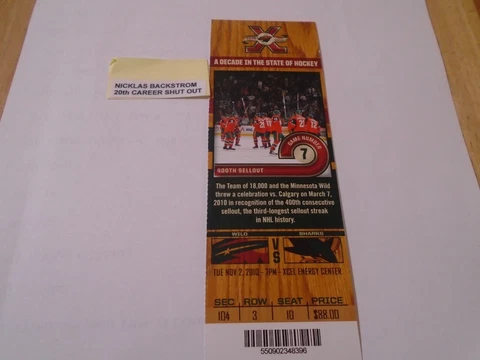 NICKLAS BACKSTROM
20th CAREER SHUT OUT
A DECADE IN THE STATE OF HOCKEY
GAME NUMBER
7
400TH SELLOUT
The Team of 18,000 and the Minnesota Wild
threw a celebration vs. Calgary on March 7,
2010 in recognition of the 400th consecutive
sellout, the third-longest sellout streak
in NHL history.
WILD
SHARKS
VS
TUE NOV 2, 2010 - 7PM - XCEL ENERGY CENTER
SEC ROW SEAT PRICE
104 3 10 $88.00
550902348396